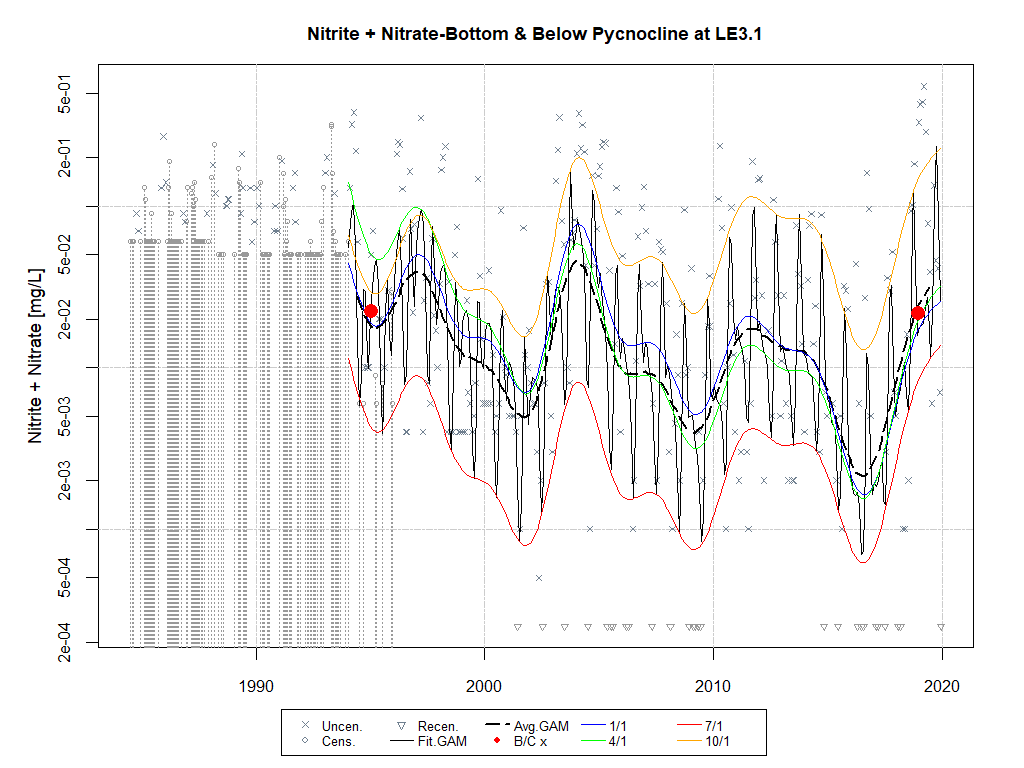 Nitrite + Nitrate-Bottom & Below Pycnocline at LE3.1
Nitrite + Nitrate [mg/L]
5e-01
2e-01
5e-02
2e-02
5e-03
2e-03
5e-04
2e-04
1990 2000 2010 2020
Uncen. Recen. Avg.GAM 1/1 7/1
Cens. Fit.GAM B/C x 4/1 10/1